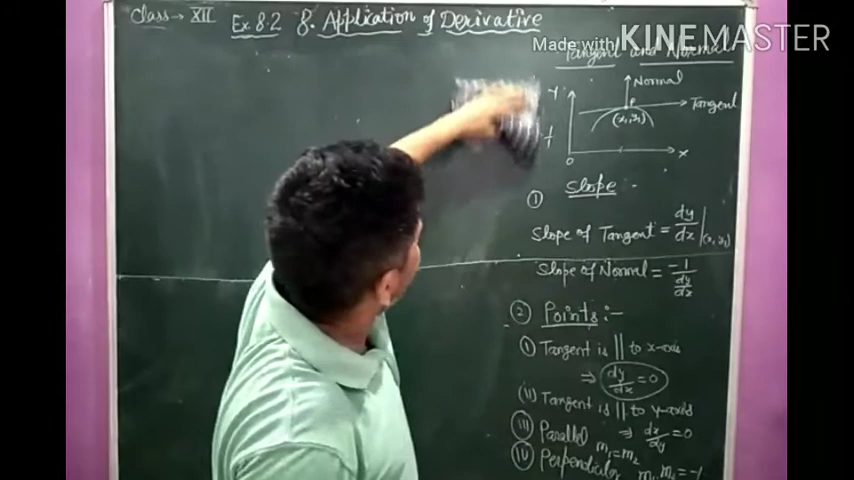 Class → XII
Ex. 8.2 8. Application of Derivative
Made with KINEMASTER
Tangent and Normal
Normal
Y
P
Tangent
(x₁, y₁)
O
X
① Slope -
Slope of Tangent = dy/dx |(x₁, y₁)
Slope of Normal = -1/(dy/dx)
② Points :-
① Tangent is || to x-axis
⇒ dy/dx = 0
(ii) Tangent is || to y-axis
⇒ dx/dy = 0
(iii) Parallel m₁ = m₂
(iv) Perpendicular m₁ m₂ = -1